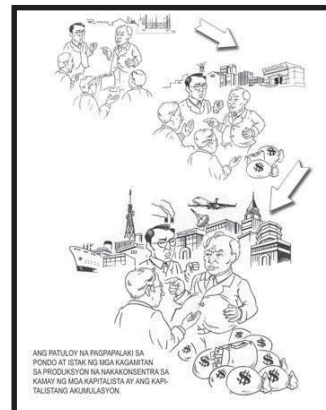 $
$
$
$
$
$
$
$
$
$
ANG PATULOY NA PAGPAPALAKI SA
PONDO AT ISTAK NG MGA KAGAMITAN
SA PRODUKSYON NA NAKAKONSENTRA SA
KAMAY NG MGA KAPITALISTA AY ANG KAPI-
TALISTANG AKUMULASYON.